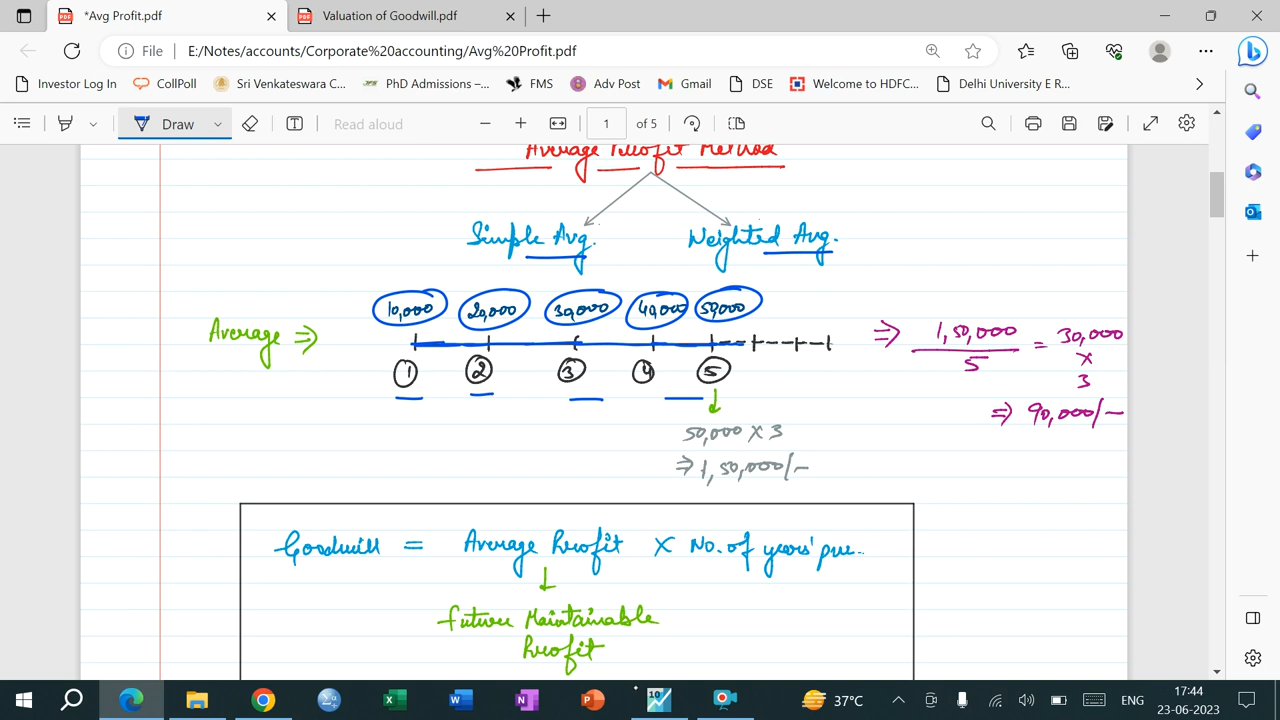 *Avg Profit.pdf
Valuation of Goodwill.pdf
File
E:/Notes/accounts/Corporate%20accounting/Avg%20Profit.pdf
Investor Log In
CollPoll
Sri Venkateswara C...
PhD Admissions –...
FMS
Adv Post
Gmail
DSE
Welcome to HDFC...
Delhi University E R...
Draw
Read aloud
1 of 5
Average Profit Method
Simple Avg.
Weighted Avg.
10,000 20,000 30,000 40,000 50,000
Average ⇒
⇒ 1,50,000 / 5 = 30,000
x
3
⇒ 90,000/-
1 2 3 4 5
50,000 x 3
⇒ 1,50,000/-
Goodwill = Average Profit X No. of years' pur..
future Maintainable
Profit
10
37°C
ENG
17:44
23-06-2023